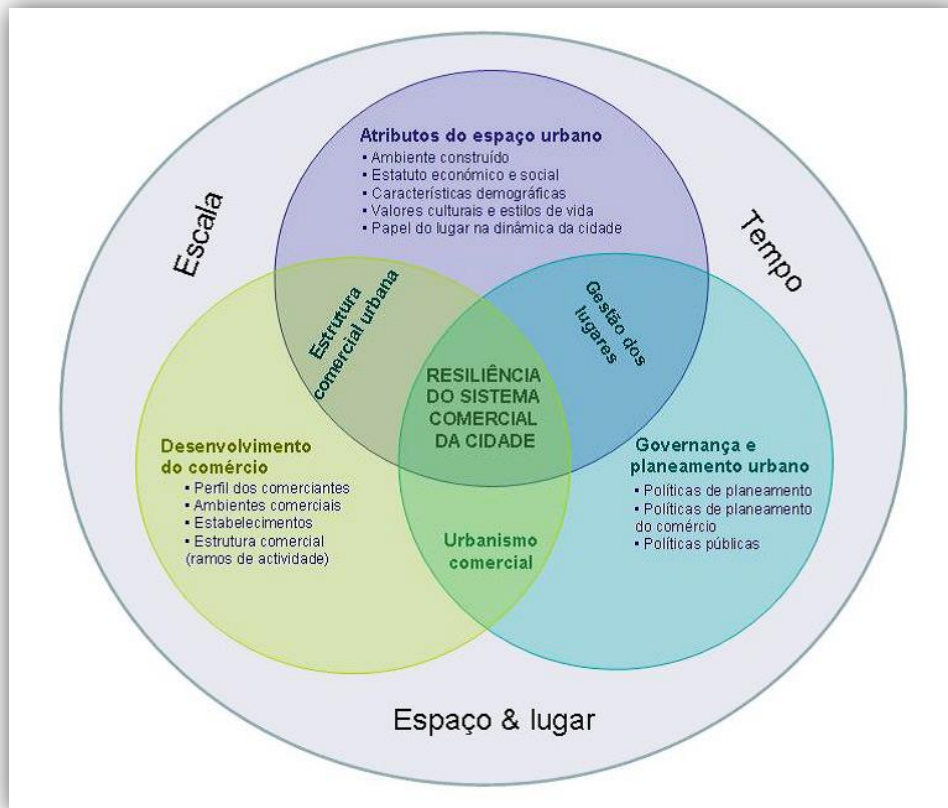 Atributos do espaço urbano
• Ambiente construído
• Estatuto económico e social
• Características demográficas
• Valores culturais e estilos de vida
• Papel do lugar na dinâmica da cidade
Escala
Tempo
Estrutura
comercial urbana
Gestão dos
lugares
RESILIÊNCIA
DO SISTEMA
COMERCIAL
DA CIDADE
Desenvolvimento
do comércio
• Perfil dos comerciantes
• Ambientes comerciais
• Estabelecimentos
• Estrutura comercial
(ramos de actividade)
Governança e
planeamento urbano
• Políticas de planeamento
• Políticas de planeamento
do comércio
• Políticas públicas
Urbanismo
comercial
Espaço & lugar